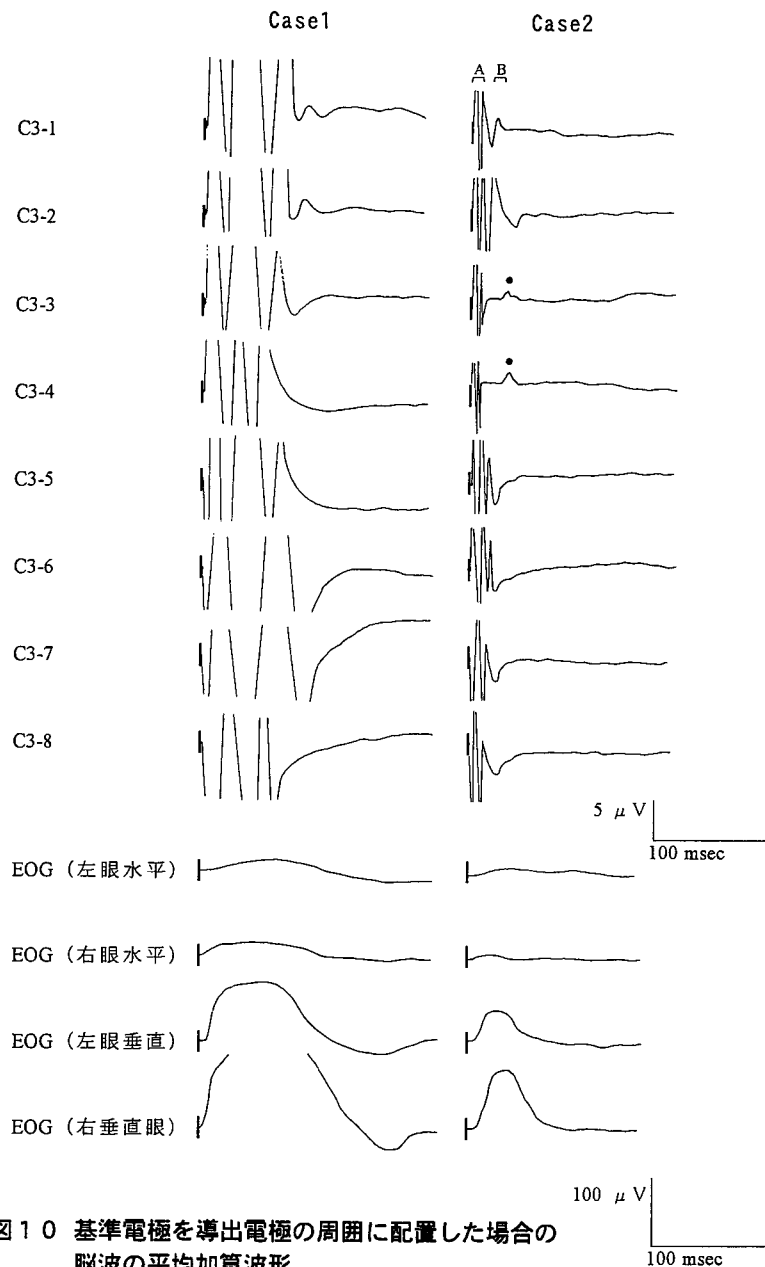 Case1 Case2
A B
C3-1
C3-2
C3-3
C3-4
C3-5
C3-6
C3-7
C3-8
5 μV
100 msec
EOG (左眼水平)
EOG (右眼水平)
EOG (左眼垂直)
EOG (右垂直眼)
100 μV
100 msec
図10 基準電極を導出電極の周囲に配置した場合の
脳波の平均加算波形